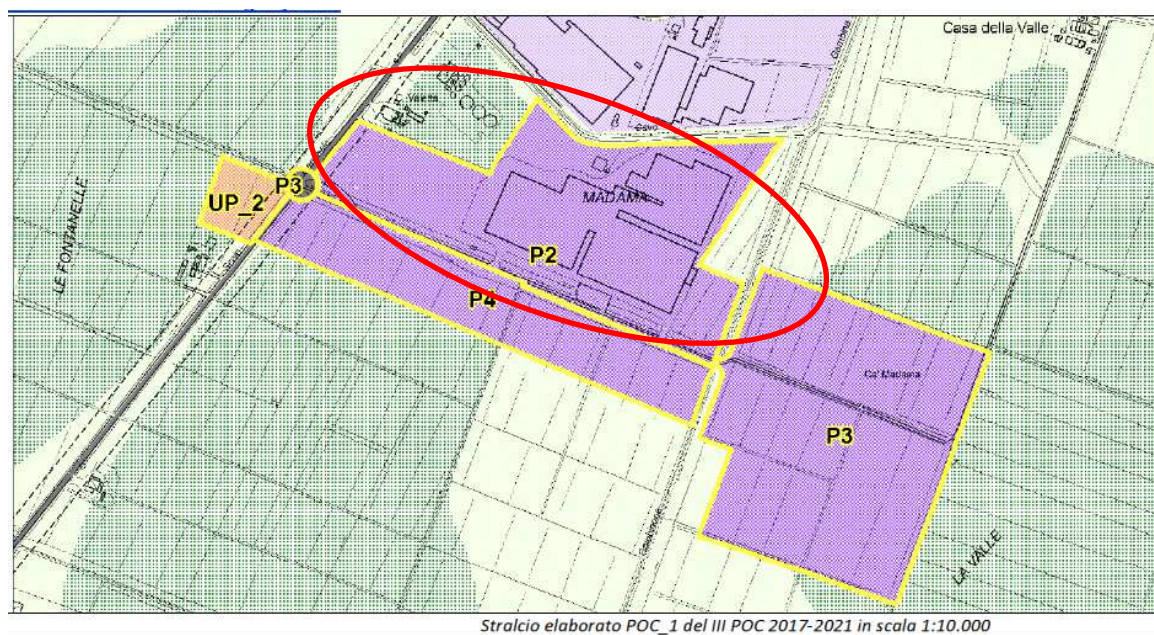 Casa della Valle
Cavo
MADAMA
P3
UP_2
LE FONTANELLE
P2
P4
Ca' Madama
P3
LA VALLE
Stralcio elaborato POC_1 del III POC 2017-2021 in scala 1:10.000